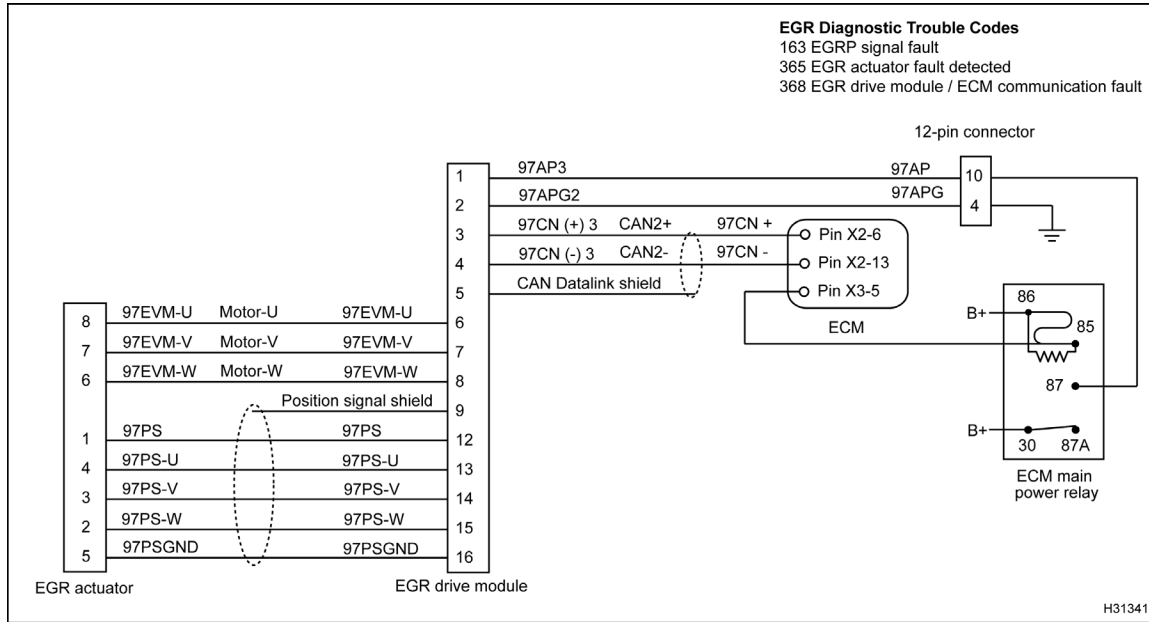 EGR Diagnostic Trouble Codes
163 EGRP signal fault
365 EGR actuator fault detected
368 EGR drive module / ECM communication fault
12-pin connector
1 97AP3 97AP 10
2 97APG2 97APG 4
3 97CN (+) 3 CAN2+ 97CN + Pin X2-6
4 97CN (-) 3 CAN2- 97CN - Pin X2-13
5 CAN Datalink shield Pin X3-5
ECM
86
B+
85
87
B+
30 87A
ECM main
power relay
8 97EVM-U Motor-U 97EVM-U 6
7 97EVM-V Motor-V 97EVM-V 7
6 97EVM-W Motor-W 97EVM-W 8
Position signal shield 9
1 97PS 97PS 12
4 97PS-U 97PS-U 13
3 97PS-V 97PS-V 14
2 97PS-W 97PS-W 15
5 97PSGND 97PSGND 16
EGR actuator
EGR drive module
H31341